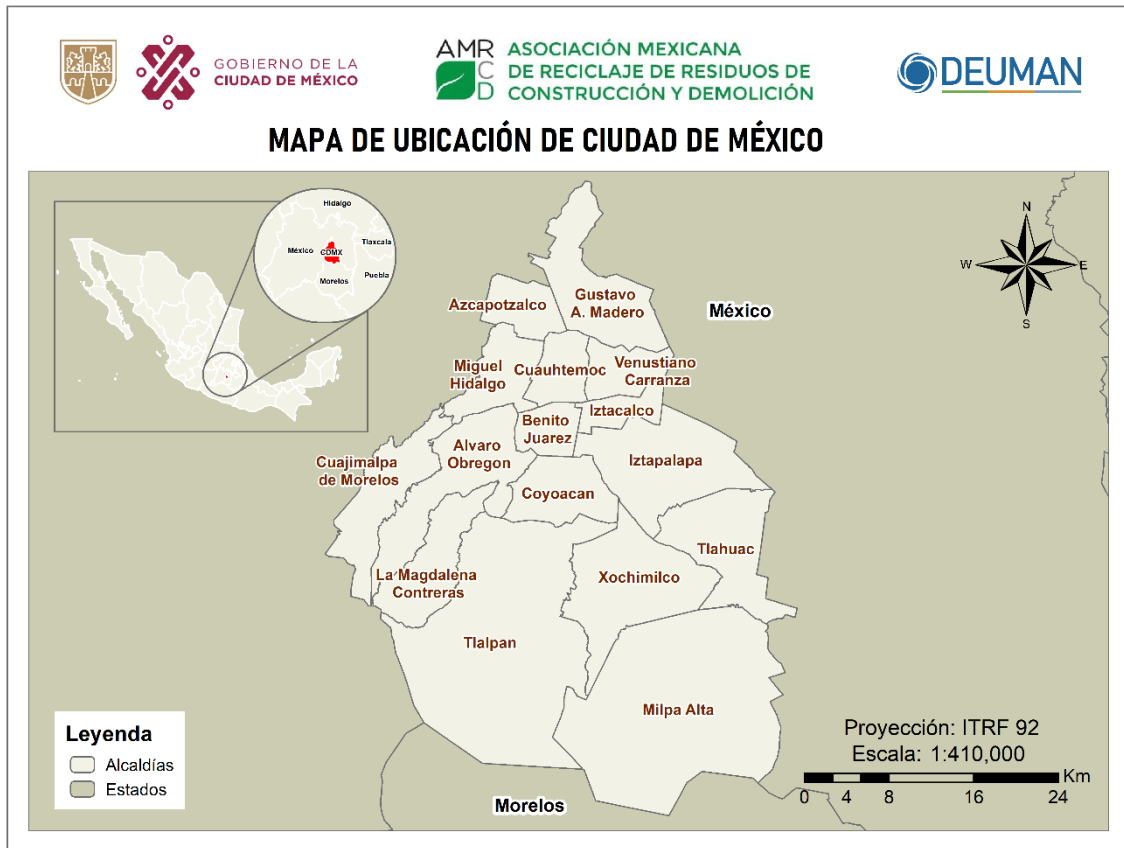 GOBIERNO DE LA
CIUDAD DE MÉXICO
AMR
C
D
ASOCIACIÓN MEXICANA
DE RECICLAJE DE RESIDUOS DE
CONSTRUCCIÓN Y DEMOLICIÓN
DEUMAN
MAPA DE UBICACIÓN DE CIUDAD DE MÉXICO
Hidalgo
México
CDMX
Tlaxcala
Puebla
Morelos
N
W
E
S
Azcapotzalco
Gustavo
A. Madero
México
Miguel
Hidalgo
Cuauhtemoc
Venustiano
Carranza
Iztacalco
Benito
Juarez
Alvaro
Obregon
Cuajimalpa
de Morelos
Iztapalapa
Coyoacan
Tlahuac
La Magdalena
Contreras
Xochimilco
Tlalpan
Milpa Alta
Morelos
Leyenda
Alcaldías
Estados
Proyección: ITRF 92
Escala: 1:410,000
Km
0 4 8 16 24